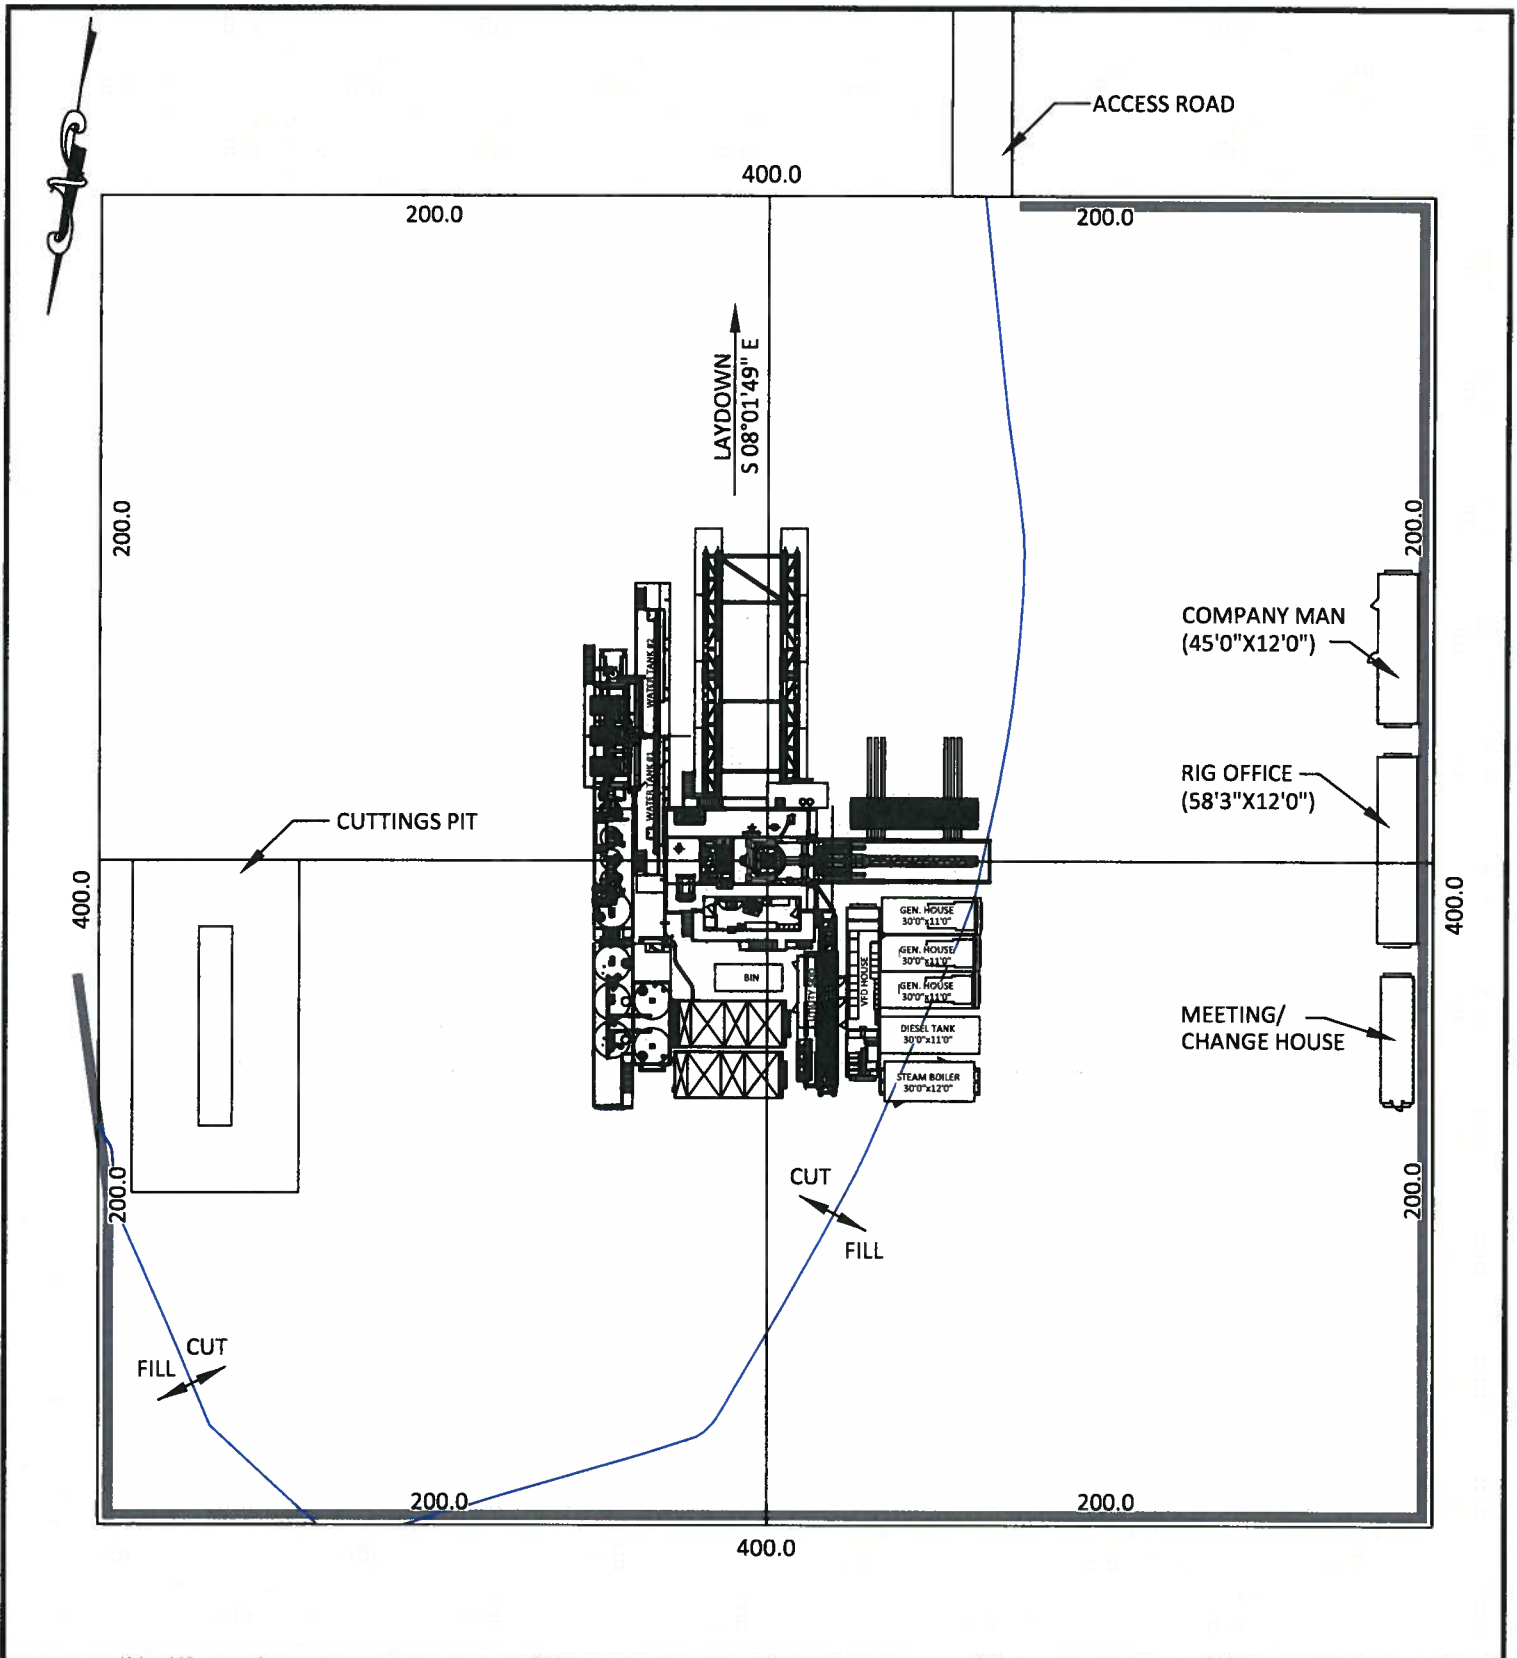 ACCESS ROAD
400.0
200.0
200.0
LAYDOWN
S 08°01'49" E
200.0
200.0
COMPANY MAN
(45'0"X12'0")
WATER TANK #2
WATER TANK #1
RIG OFFICE
(58'3"X12'0")
CUTTINGS PIT
400.0
400.0
GEN. HOUSE
30'0"x11'0"
GEN. HOUSE
30'0"x11'0"
GEN. HOUSE
30'0"x11'0"
BIN
VFD HOUSE
DIESEL TANK
30'0"x11'0"
STEAM BOILER
30'0"x12'0"
MEETING/
CHANGE HOUSE
200.0
200.0
CUT
FILL
CUT
FILL
200.0
200.0
400.0